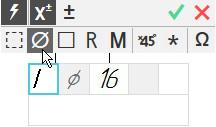 x± ±
Ø R M ×45° * Ω
/ ⌀ 16